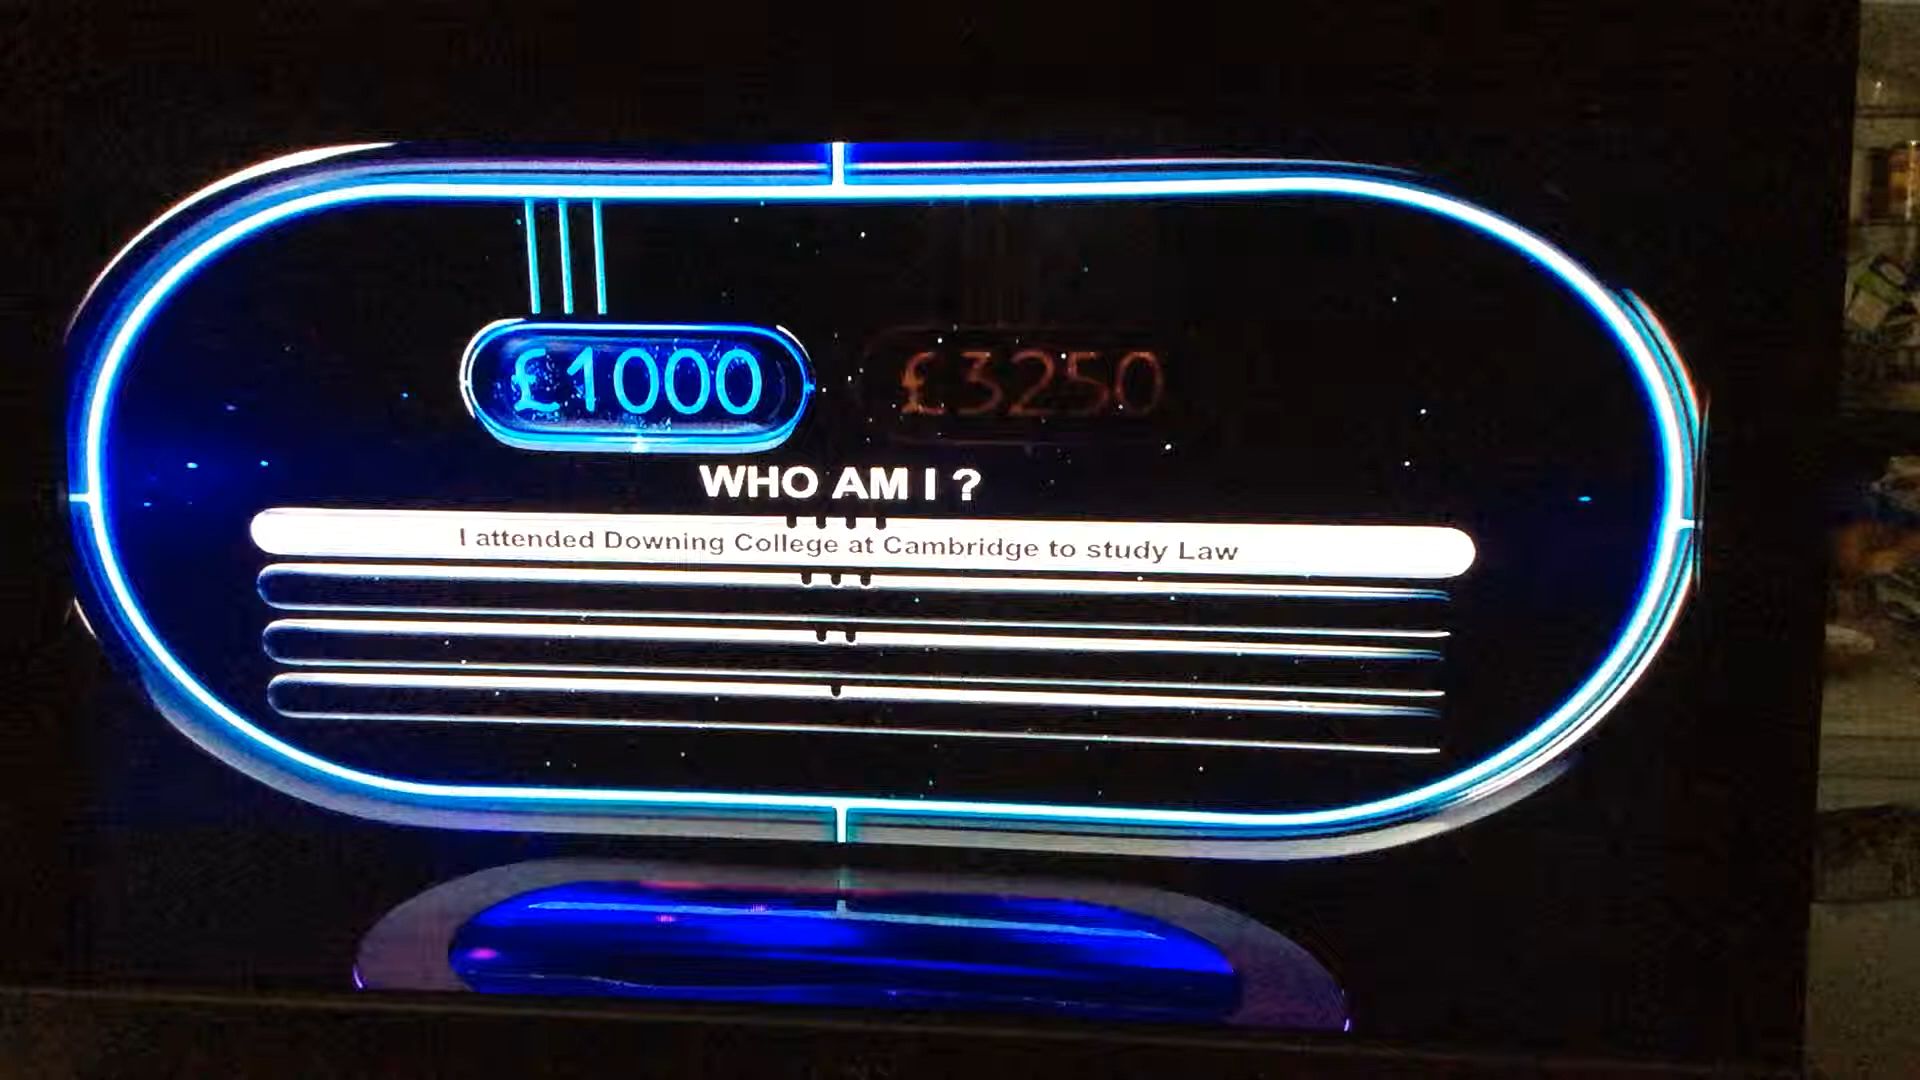 £1000
£3250
WHO AM I ?
I attended Downing College at Cambridge to study Law